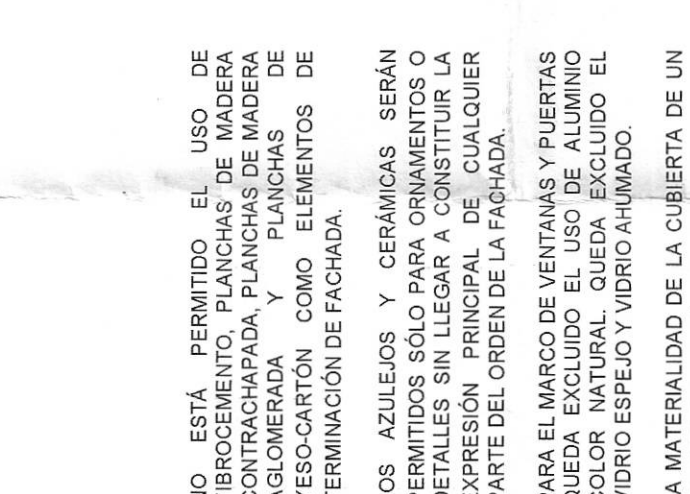 NO ESTÁ PERMITIDO EL USO DE
FIBROCEMENTO, PLANCHAS DE MADERA
CONTRACHAPADA, PLANCHAS DE MADERA
AGLOMERADA Y PLANCHAS DE
YESO-CARTÓN COMO ELEMENTOS DE
TERMINACIÓN DE FACHADA.
LOS AZULEJOS Y CERÁMICAS SERÁN
PERMITIDOS SÓLO PARA ORNAMENTOS O
DETALLES SIN LLEGAR A CONSTITUIR LA
EXPRESIÓN PRINCIPAL DE CUALQUIER
PARTE DEL ORDEN DE LA FACHADA.
PARA EL MARCO DE VENTANAS Y PUERTAS
QUEDA EXCLUIDO EL USO DE ALUMINIO
COLOR NATURAL. QUEDA EXCLUIDO EL
VIDRIO ESPEJO Y VIDRIO AHUMADO.
LA MATERIALIDAD DE LA CUBIERTA DE UN